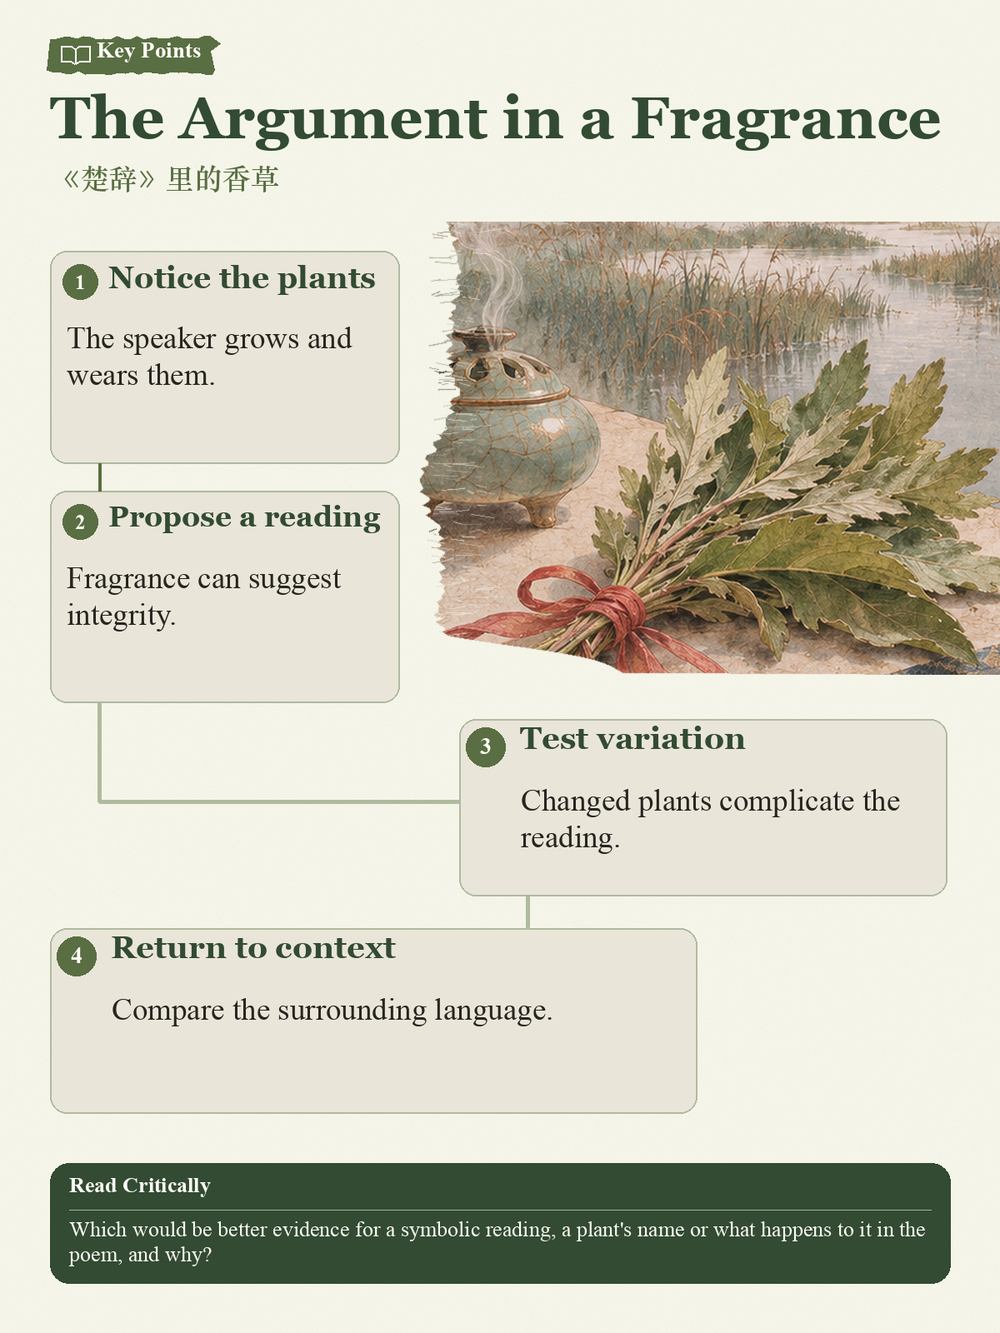 Key Points
The Argument in a Fragrance
《楚辞》里的香草
1 Notice the plants
The speaker grows and
wears them.
2 Propose a reading
Fragrance can suggest
integrity.
3 Test variation
Changed plants complicate the
reading.
4 Return to context
Compare the surrounding language.
Read Critically
Which would be better evidence for a symbolic reading, a plant's name or what happens to it in the
poem, and why?